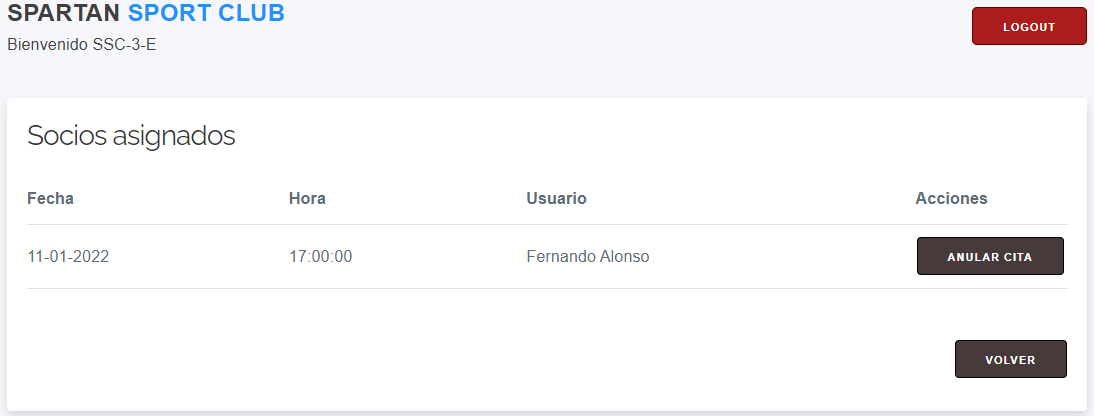 SPARTAN SPORT CLUB
LOGOUT
Bienvenido SSC-3-E
Socios asignados
Fecha Hora Usuario Acciones
11-01-2022 17:00:00 Fernando Alonso ANULAR CITA
VOLVER